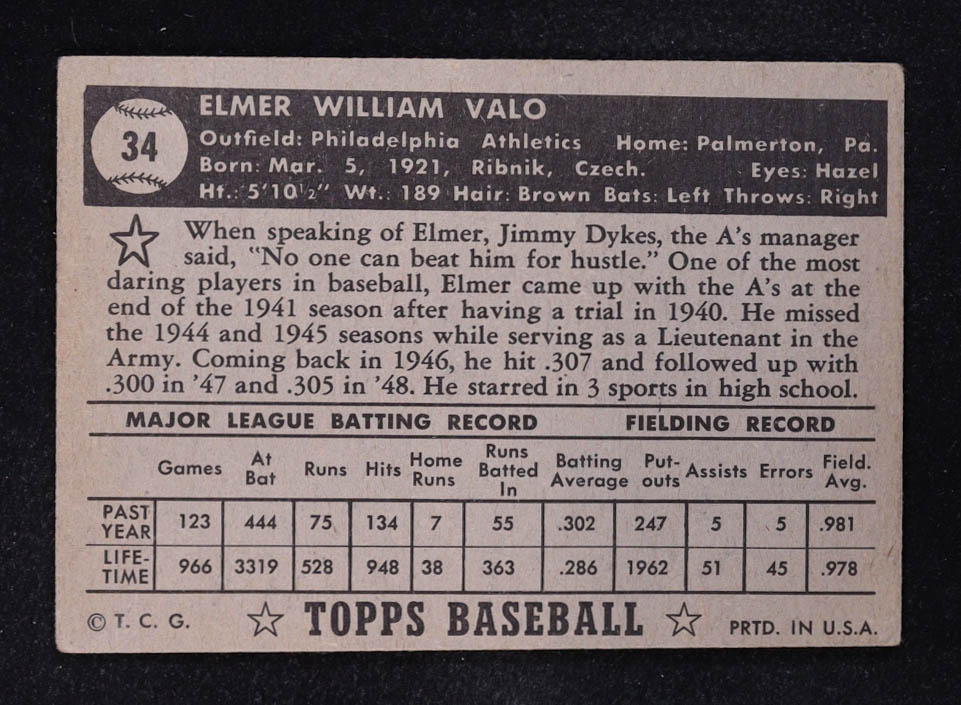 34
ELMER WILLIAM VALO
Outfield: Philadelphia Athletics Home: Palmerton, Pa.
Born: Mar. 5, 1921, Ribnik, Czech. Eyes: Hazel
Ht.: 5'10½" Wt.: 189 Hair: Brown Bats: Left Throws: Right
When speaking of Elmer, Jimmy Dykes, the A's manager
said, "No one can beat him for hustle." One of the most
daring players in baseball, Elmer came up with the A's at the
end of the 1941 season after having a trial in 1940. He missed
the 1944 and 1945 seasons while serving as a Lieutenant in the
Army. Coming back in 1946, he hit .307 and followed up with
.300 in '47 and .305 in '48. He starred in 3 sports in high school.
MAJOR LEAGUE BATTING RECORD FIELDING RECORD
Games At Bat Runs Hits Home Runs Runs Batted In Batting Average Put-outs Assists Errors Field. Avg.
PAST YEAR 123 444 75 134 7 55 .302 247 5 5 .981
LIFE-TIME 966 3319 528 948 38 363 .286 1962 51 45 .978
© T. C. G. TOPPS BASEBALL PRTD. IN U.S.A.